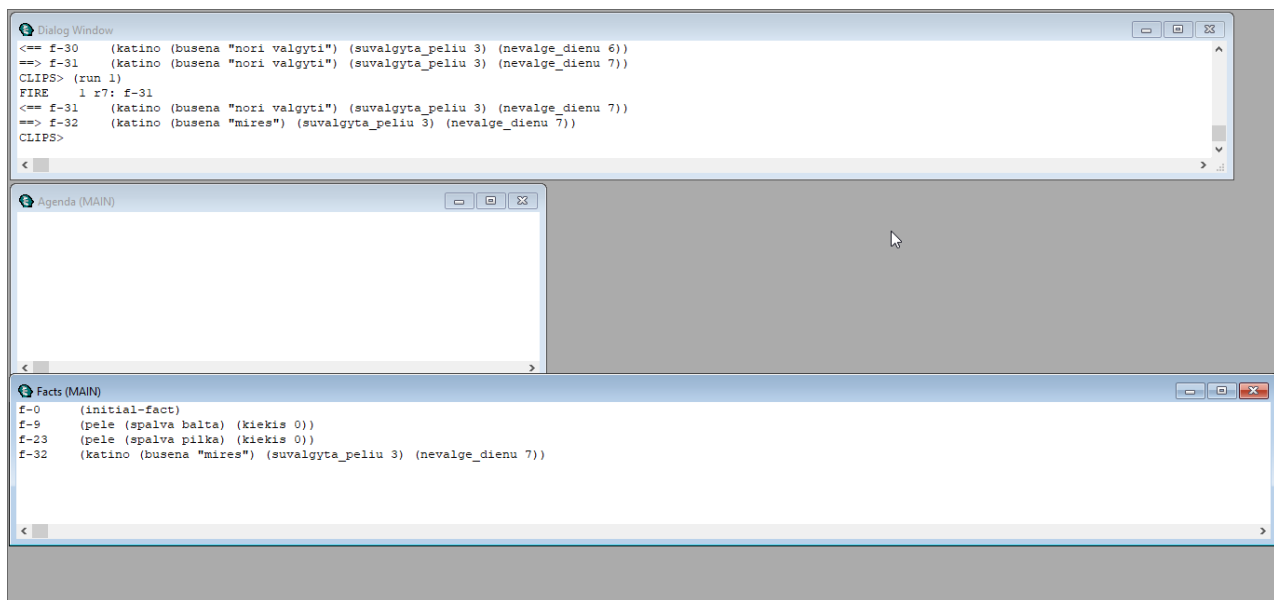 Dialog Window
<== f-30 (katino (busena "nori valgyti") (suvalgyta_peliu 3) (nevalge_dienu 6))
==> f-31 (katino (busena "nori valgyti") (suvalgyta_peliu 3) (nevalge_dienu 7))
CLIPS> (run 1)
FIRE 1 r7: f-31
<== f-31 (katino (busena "nori valgyti") (suvalgyta_peliu 3) (nevalge_dienu 7))
==> f-32 (katino (busena "mires") (suvalgyta_peliu 3) (nevalge_dienu 7))
CLIPS>
Agenda (MAIN)
Facts (MAIN)
f-0 (initial-fact)
f-9 (pele (spalva balta) (kiekis 0))
f-23 (pele (spalva pilka) (kiekis 0))
f-32 (katino (busena "mires") (suvalgyta_peliu 3) (nevalge_dienu 7))